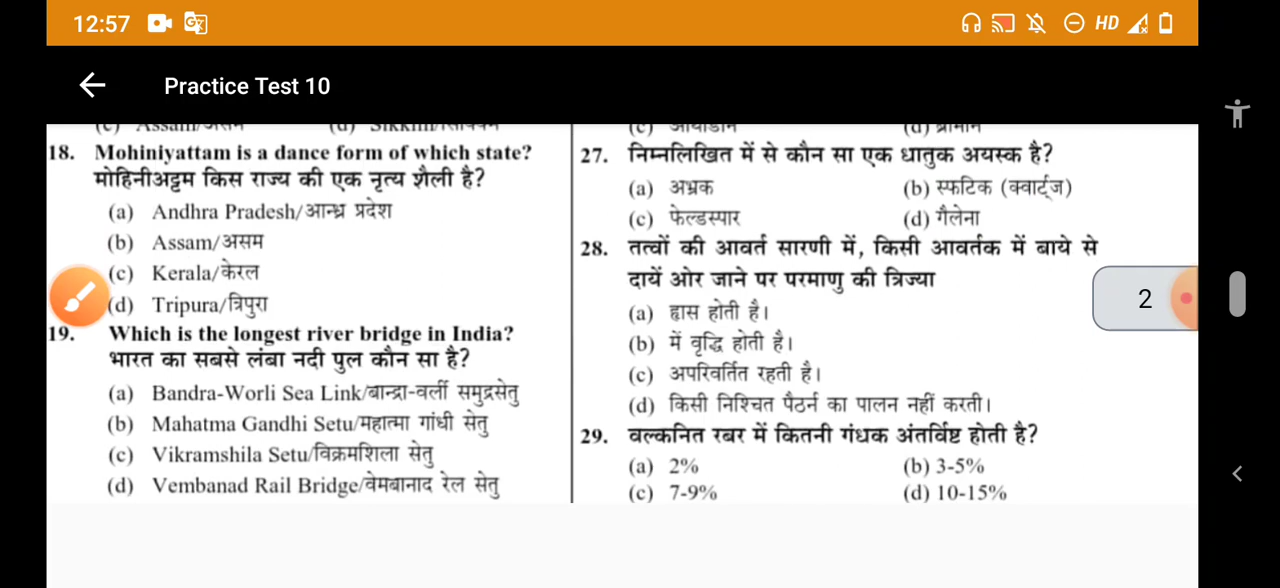 12:57
HD
Practice Test 10
(c) Assam/असम
(d) Sikkim/सिक्किम
18. Mohiniyattam is a dance form of which state?
मोहिनीअट्टम किस राज्य की एक नृत्य शैली है?
(a) Andhra Pradesh/आन्ध्र प्रदेश
(b) Assam/असम
(c) Kerala/केरल
(d) Tripura/त्रिपुरा
19. Which is the longest river bridge in India?
भारत का सबसे लंबा नदी पुल कौन सा है?
(a) Bandra-Worli Sea Link/बान्द्रा-वर्ली समुद्रसेतु
(b) Mahatma Gandhi Setu/महात्मा गांधी सेतु
(c) Vikramshila Setu/विक्रमशिला सेतु
(d) Vembanad Rail Bridge/वेमबानाद रेल सेतु
(c)
(d)
27. निम्नलिखित में से कौन सा एक धातुक अयस्क है?
(a) अभ्रक (b) स्फटिक (क्वार्ट्ज)
(c) फेल्डस्पार (d) गैलेना
28. तत्वों की आवर्त सारणी में, किसी आवर्तक में बाये से
दायें ओर जाने पर परमाणु की त्रिज्या
(a) ह्रास होती है।
(b) में वृद्धि होती है।
(c) अपरिवर्तित रहती है।
(d) किसी निश्चित पैठर्न का पालन नहीं करती।
29. वल्कनित रबर में कितनी गंधक अंतर्विष्ट होती है?
(a) 2% (b) 3-5%
(c) 7-9% (d) 10-15%
2